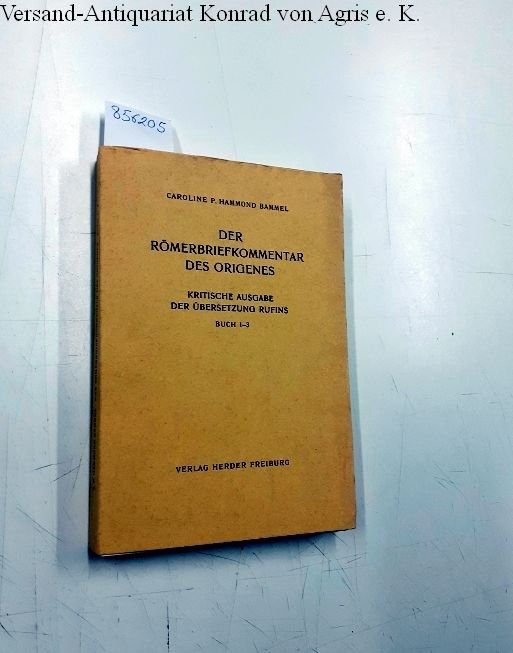 Versand-Antiquariat Konrad von Agris e. K.
856205
CAROLINE P. HAMMOND BAMMEL
DER
RÖMERBRIEFKOMMENTAR
DES ORIGENES
KRITISCHE AUSGABE
DER ÜBERSETZUNG RUFINS
BUCH 1–3
VERLAG HERDER FREIBURG